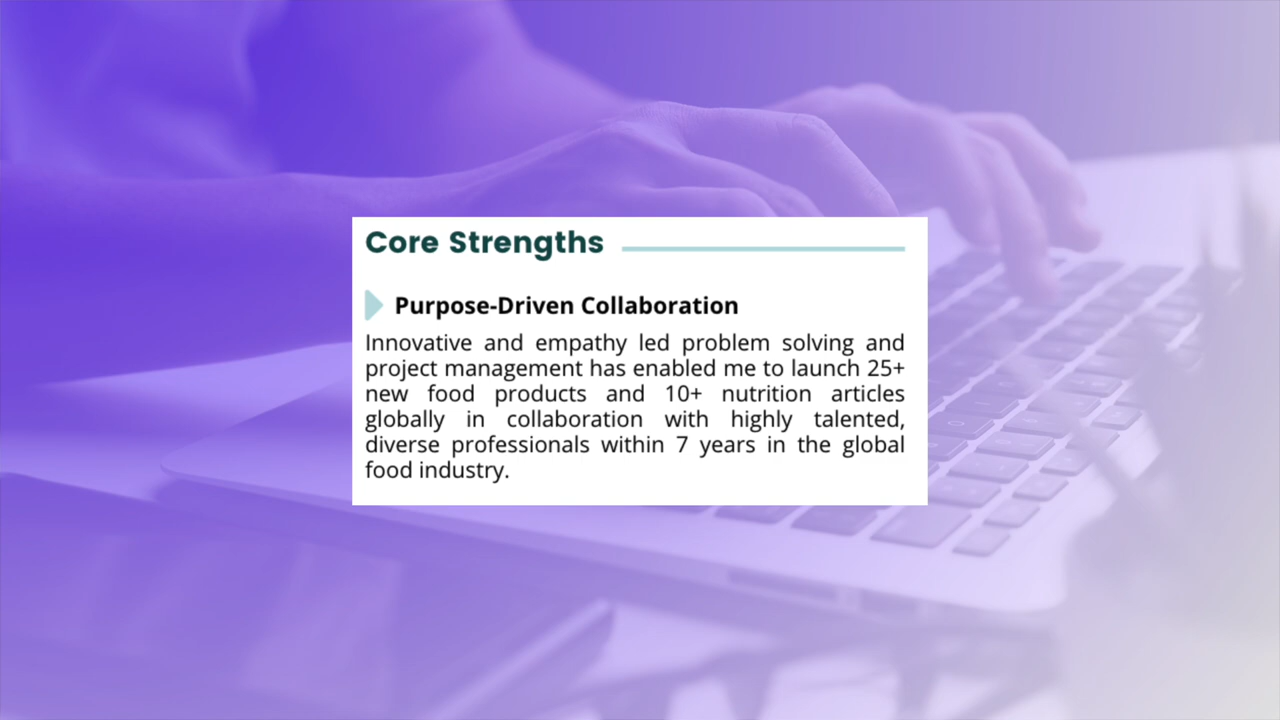 Core Strengths
Purpose-Driven Collaboration
Innovative and empathy led problem solving and
project management has enabled me to launch 25+
new food products and 10+ nutrition articles
globally in collaboration with highly talented,
diverse professionals within 7 years in the global
food industry.